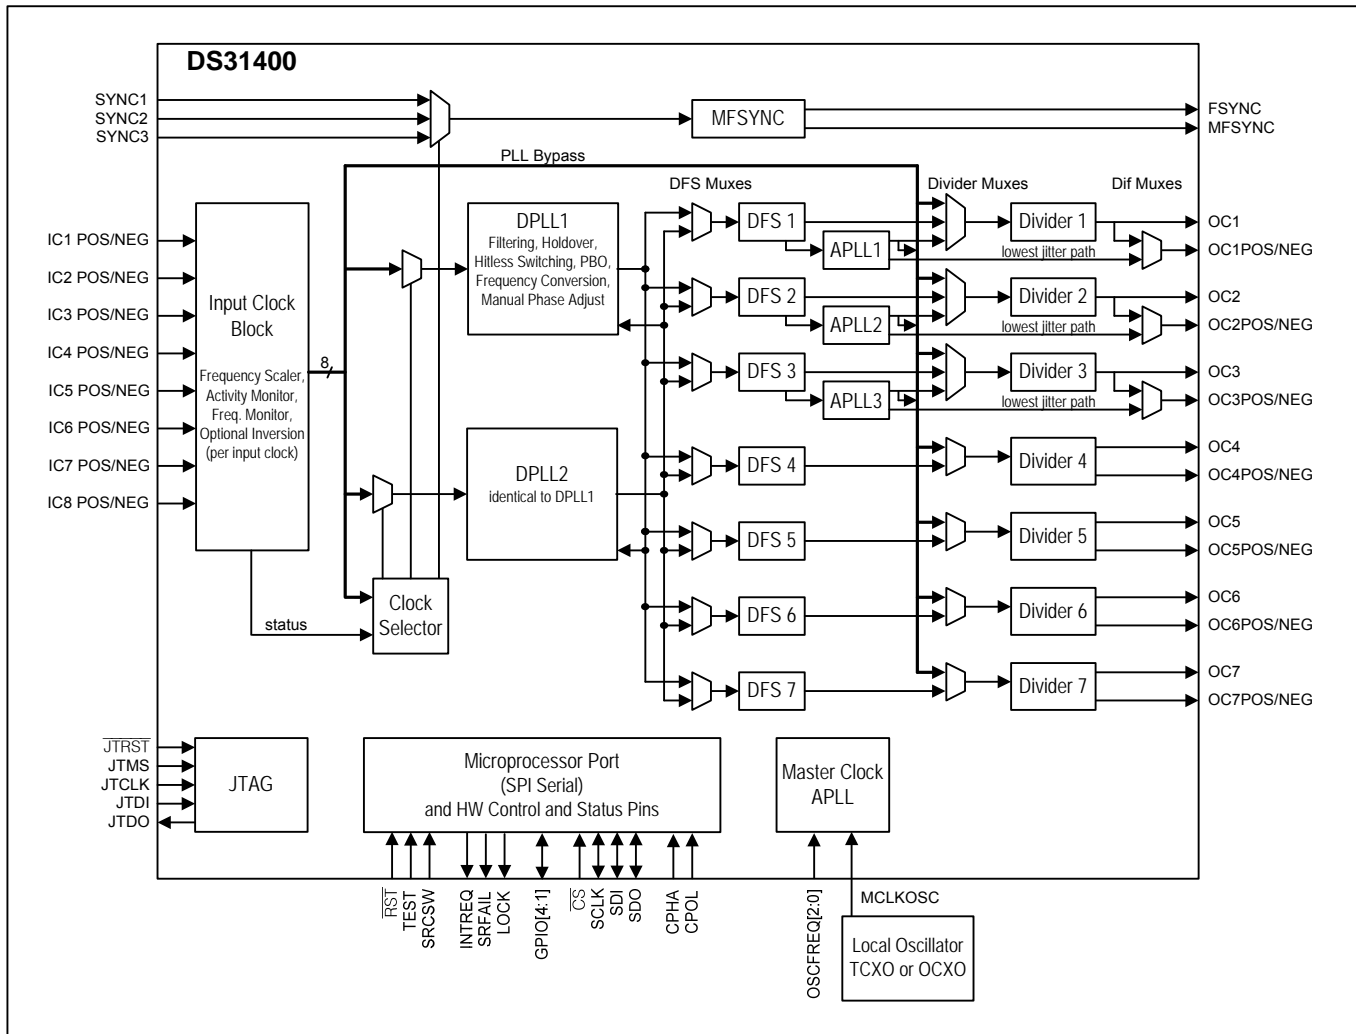 DS31400
SYNC1
SYNC2
SYNC3
MFSYNC
FSYNC
MFSYNC
PLL Bypass
DFS Muxes
Divider Muxes
Dif Muxes
IC1 POS/NEG
IC2 POS/NEG
IC3 POS/NEG
IC4 POS/NEG
IC5 POS/NEG
IC6 POS/NEG
IC7 POS/NEG
IC8 POS/NEG
Input Clock
Block
Frequency Scaler,
Activity Monitor,
Freq. Monitor,
Optional Inversion
(per input clock)
8
status
Clock
Selector
DPLL1
Filtering, Holdover,
Hitless Switching, PBO,
Frequency Conversion,
Manual Phase Adjust
DPLL2
identical to DPLL1
DFS 1
APLL1
Divider 1
lowest jitter path
OC1
OC1POS/NEG
DFS 2
APLL2
Divider 2
lowest jitter path
OC2
OC2POS/NEG
DFS 3
APLL3
Divider 3
lowest jitter path
OC3
OC3POS/NEG
DFS 4
Divider 4
OC4
OC4POS/NEG
DFS 5
Divider 5
OC5
OC5POS/NEG
DFS 6
Divider 6
OC6
OC6POS/NEG
DFS 7
Divider 7
OC7
OC7POS/NEG
JTRST
JTMS
JTCLK
JTDI
JTDO
JTAG
Microprocessor Port
(SPI Serial)
and HW Control and Status Pins
Master Clock
APLL
RST
TEST
SRCSW
INTREQ
SRFAIL
LOCK
GPIO[4:1]
CS
SCLK
SDI
SDO
CPHA
CPOL
OSCFREQ[2:0]
MCLKOSC
Local Oscillator
TCXO or OCXO